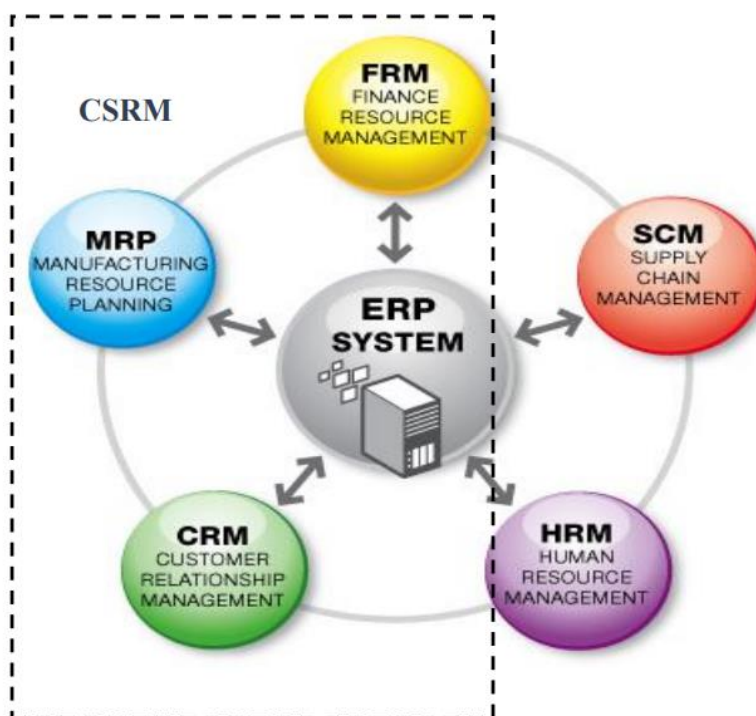 CSRM
FRM
FINANCE
RESOURCE
MANAGEMENT
MRP
MANUFACTURING
RESOURCE
PLANNING
SCM
SUPPLY
CHAIN
MANAGEMENT
ERP
SYSTEM
CRM
CUSTOMER
RELATIONSHIP
MANAGEMENT
HRM
HUMAN
RESOURCE
MANAGEMENT